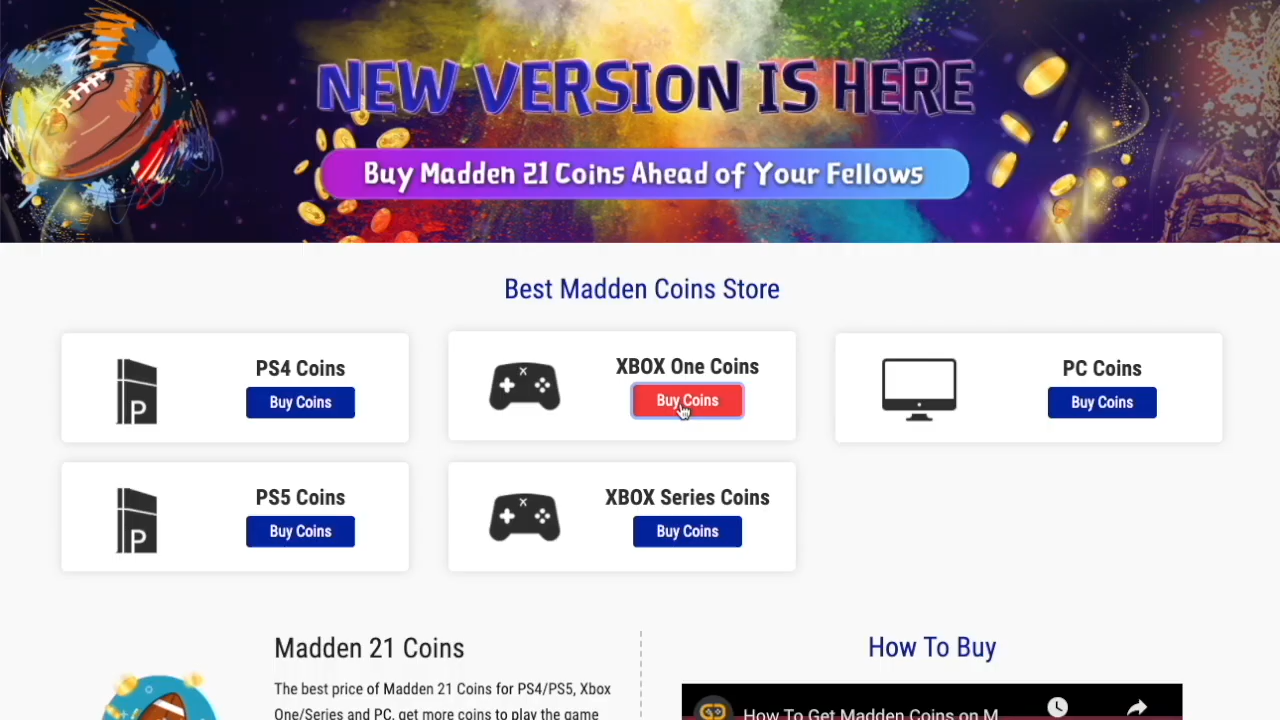 NEW VERSION IS HERE
Buy Madden 21 Coins Ahead of Your Fellows
Best Madden Coins Store
PS4 Coins
Buy Coins
XBOX One Coins
Buy Coins
PC Coins
Buy Coins
PS5 Coins
Buy Coins
XBOX Series Coins
Buy Coins
Madden 21 Coins
The best price of Madden 21 Coins for PS4/PS5, Xbox
One/Series and PC, get more coins to play the game
How To Buy
How To Get Madden Coins on M